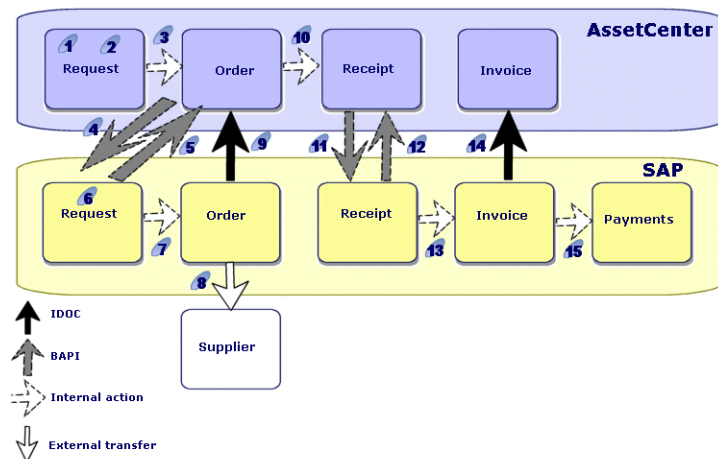 AssetCenter
1 2 3 10
Request Order Receipt Invoice
4 5 9 11 12 14
SAP
6
Request Order Receipt Invoice Payments
7 13 15
8
IDOC
Supplier
BAPI
Internal action
External transfer